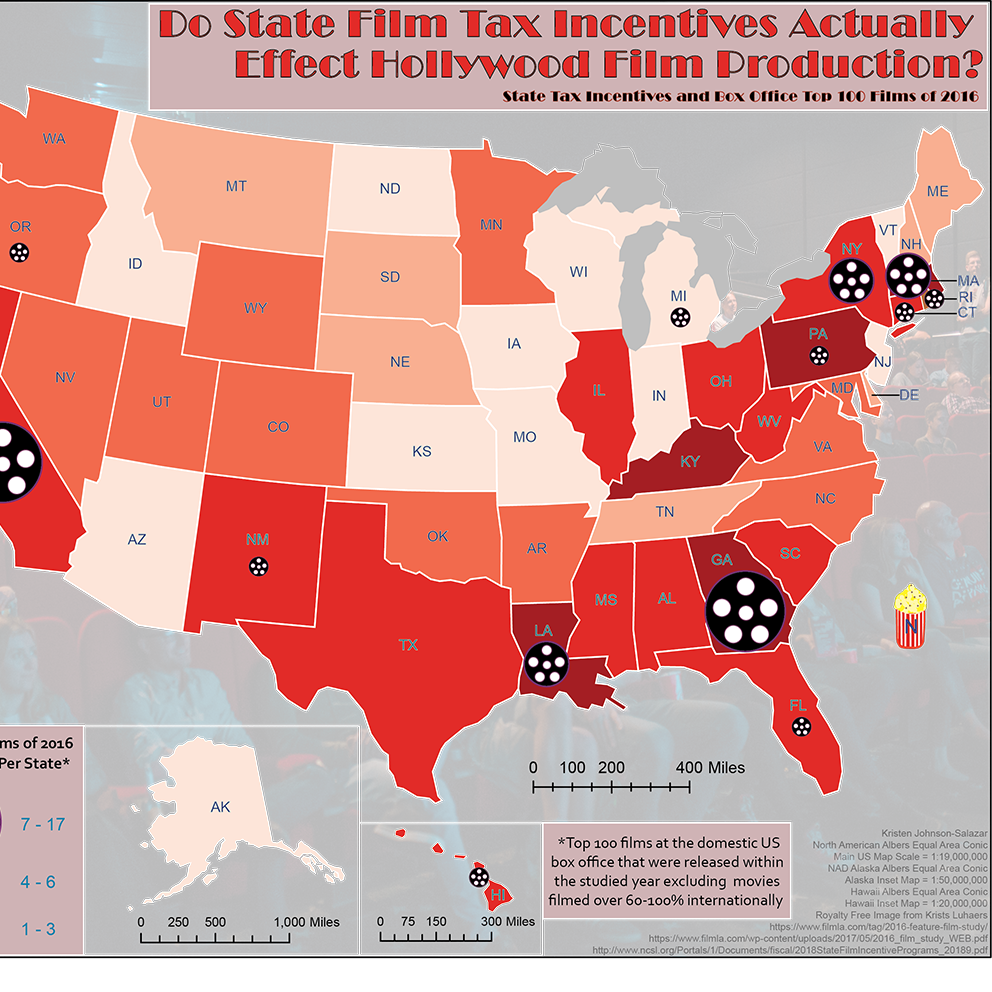 Do State Film Tax Incentives Actually
Effect Hollywood Film Production?
State Tax Incentives and Box Office Top 100 Films of 2016
WA
MT
ND
MN
ME
OR
ID
SD
WI
MI
NY
VT
NH
MA
RI
CT
WY
NE
IA
PA
NJ
NV
UT
CO
KS
MO
IL
IN
OH
WV
MD
DE
VA
KY
AZ
NM
OK
AR
TN
NC
SC
TX
LA
MS
AL
GA
FL
N
0 100 200 400 Miles
ms of 2016
Per State*
7 - 17
4 - 6
1 - 3
AK
0 250 500 1,000 Miles
HI
0 75 150 300 Miles
*Top 100 films at the domestic US
box office that were released within
the studied year excluding movies
filmed over 60-100% internationally
Kristen Johnson-Salazar
North American Albers Equal Area Conic
Main US Map Scale = 1:19,000,000
NAD Alaska Albers Equal Area Conic
Alaska Inset Map = 1:50,000,000
Hawaii Albers Equal Area Conic
Hawaii Inset Map = 1:20,000,000
Royalty Free Image from Krists Luhaers
https://www.filmla.com/tag/2016-feature-film-study/
https://www.filmla.com/wp-content/uploads/2017/05/2016_film_study_WEB.pdf
http://www.ncsl.org/Portals/1/Documents/fiscal/2018StateFilmIncentivePrograms_20189.pdf